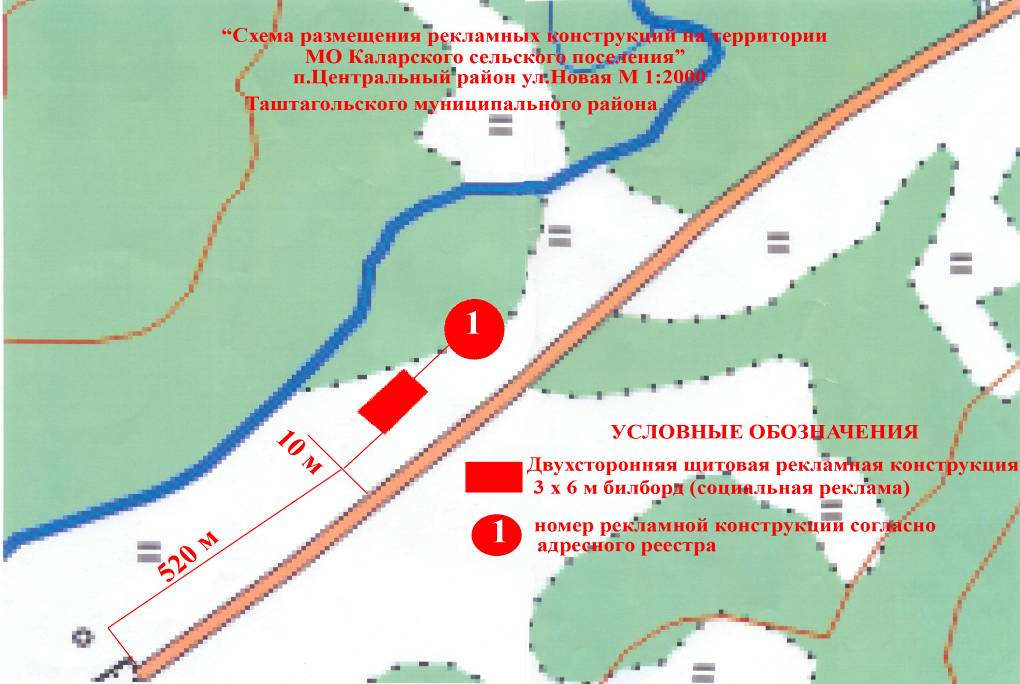 “Схема размещения рекламных конструкций на территории
МО Каларского сельского поселения”
п.Центральный район ул.Новая М 1:2000
Таштагольского муниципального района
1
10 м
520 м
УСЛОВНЫЕ ОБОЗНАЧЕНИЯ
Двухсторонняя щитовая рекламная конструкция
3 х 6 м билборд (социальная реклама)
1 номер рекламной конструкции согласно
адресного реестра